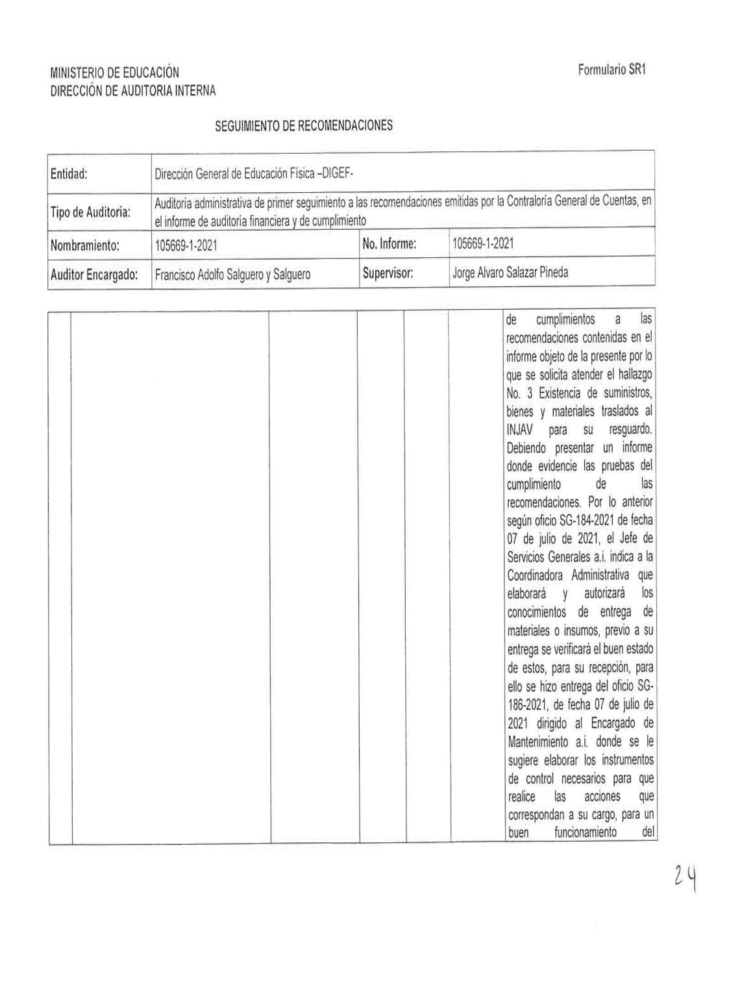 MINISTERIO DE EDUCACIÓN
DIRECCIÓN DE AUDITORIA INTERNA
Formulario SR1
SEGUIMIENTO DE RECOMENDACIONES
Entidad: Dirección General de Educación Física –DIGEF-
Tipo de Auditoria: Auditoría administrativa de primer seguimiento a las recomendaciones emitidas por la Contraloría General de Cuentas, en
el informe de auditoria financiera y de cumplimiento
Nombramiento: 105669-1-2021 No. Informe: 105669-1-2021
Auditor Encargado: Francisco Adolfo Salguero y Salguero Supervisor: Jorge Alvaro Salazar Pineda
de cumplimientos a las
recomendaciones contenidas en el
informe objeto de la presente por lo
que se solicita atender el hallazgo
No. 3 Existencia de suministros,
bienes y materiales traslados al
INJAV para su resguardo.
Debiendo presentar un informe
donde evidencie las pruebas del
cumplimiento de las
recomendaciones. Por lo anterior
según oficio SG-184-2021 de fecha
07 de julio de 2021, el Jefe de
Servicios Generales a.i. indica a la
Coordinadora Administrativa que
elaborará y autorizará los
conocimientos de entrega de
materiales o insumos, previo a su
entrega se verificará el buen estado
de estos, para su recepción, para
ello se hizo entrega del oficio SG-
186-2021, de fecha 07 de julio de
2021 dirigido al Encargado de
Mantenimiento a.i. donde se le
sugiere elaborar los instrumentos
de control necesarios para que
realice las acciones que
correspondan a su cargo, para un
buen funcionamiento del
24